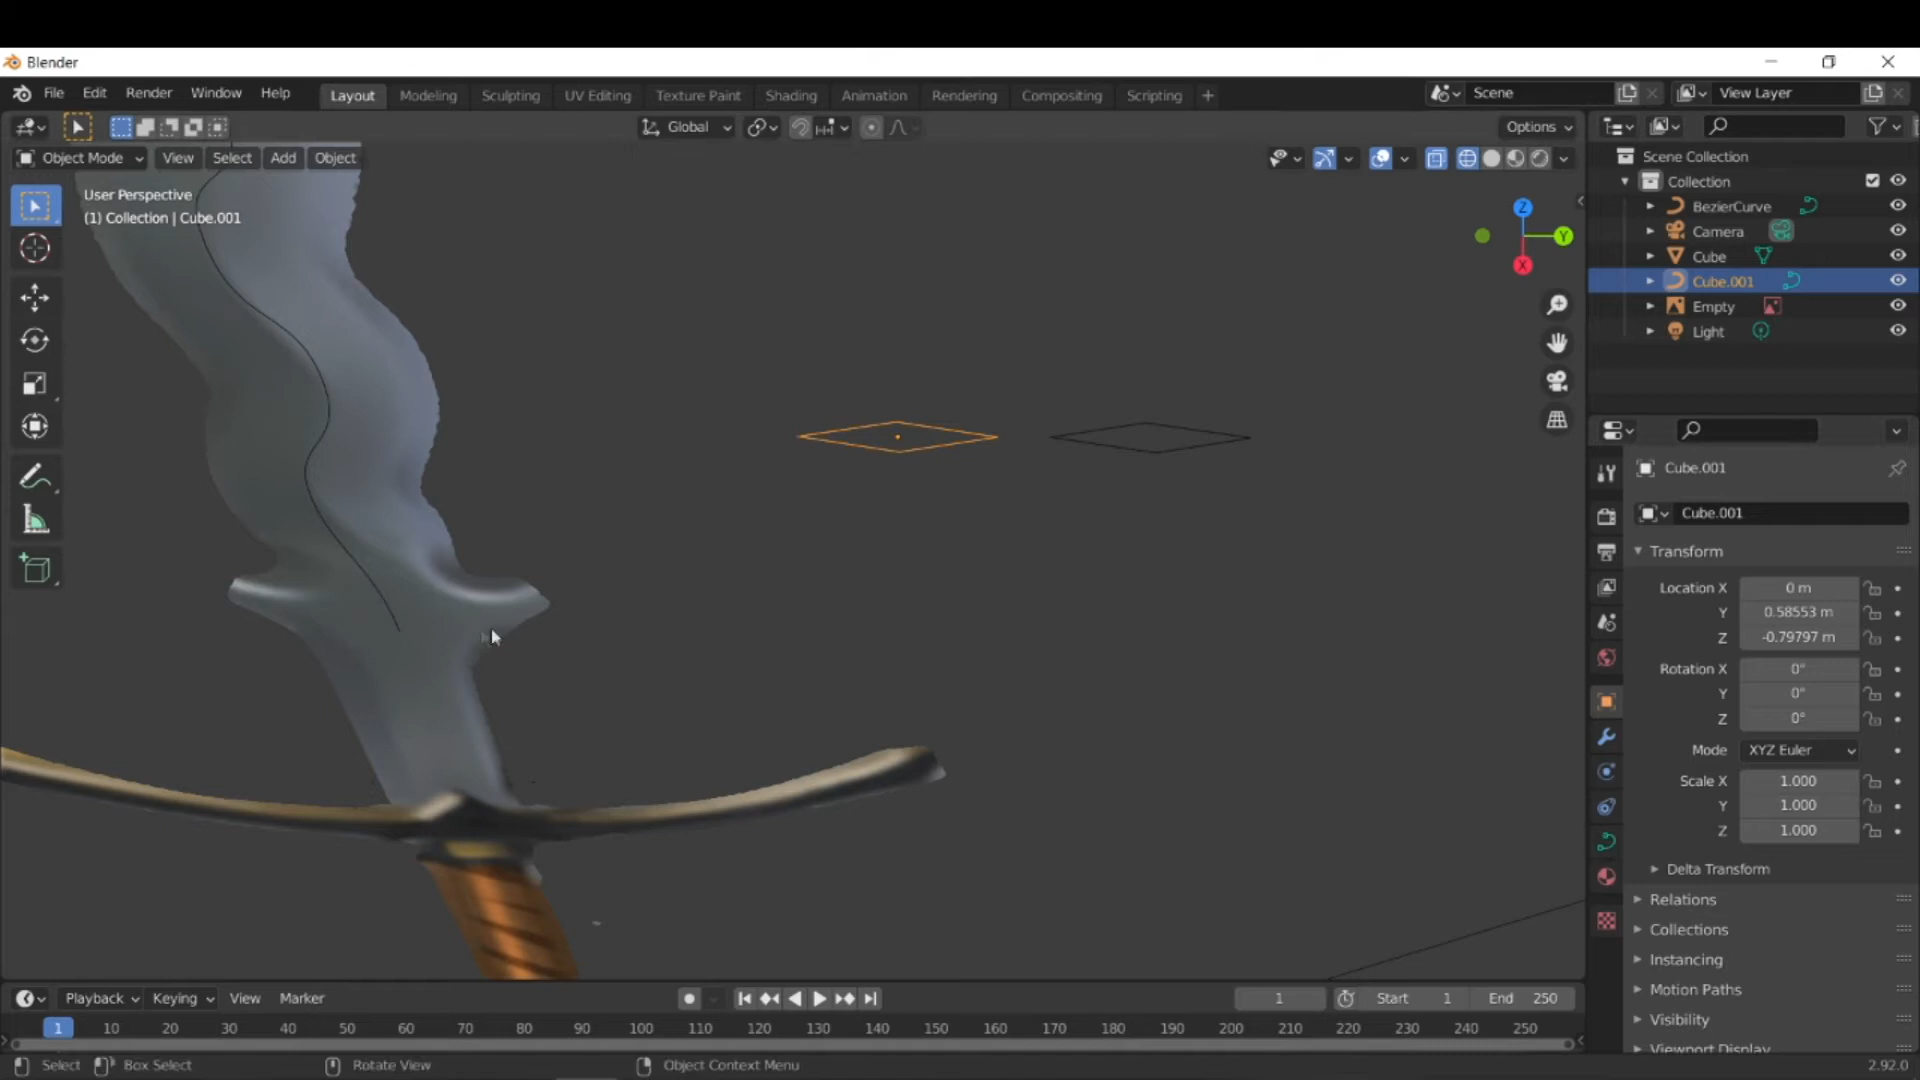 Blender
File Edit Render Window Help Layout Modeling Sculpting UV Editing Texture Paint Shading Animation Rendering Compositing Scripting + Scene View Layer
Global Options
Object Mode View Select Add Object
User Perspective
(1) Collection | Cube.001
Z
Y
X
Scene Collection
Collection
BezierCurve
Camera
Cube
Cube.001
Empty
Light
Cube.001
Cube.001
Transform
Location X 0 m
Y 0.58553 m
Z -0.79797 m
Rotation X 0°
Y 0°
Z 0°
Mode XYZ Euler
Scale X 1.000
Y 1.000
Z 1.000
Delta Transform
Relations
Collections
Instancing
Motion Paths
Visibility
Viewport Display
Playback Keying View Marker 1 Start 1 End 250
1 10 20 30 40 50 60 70 80 90 100 110 120 130 140 150 160 170 180 190 200 210 220 230 240 250
Select Box Select Rotate View Object Context Menu 2.92.0